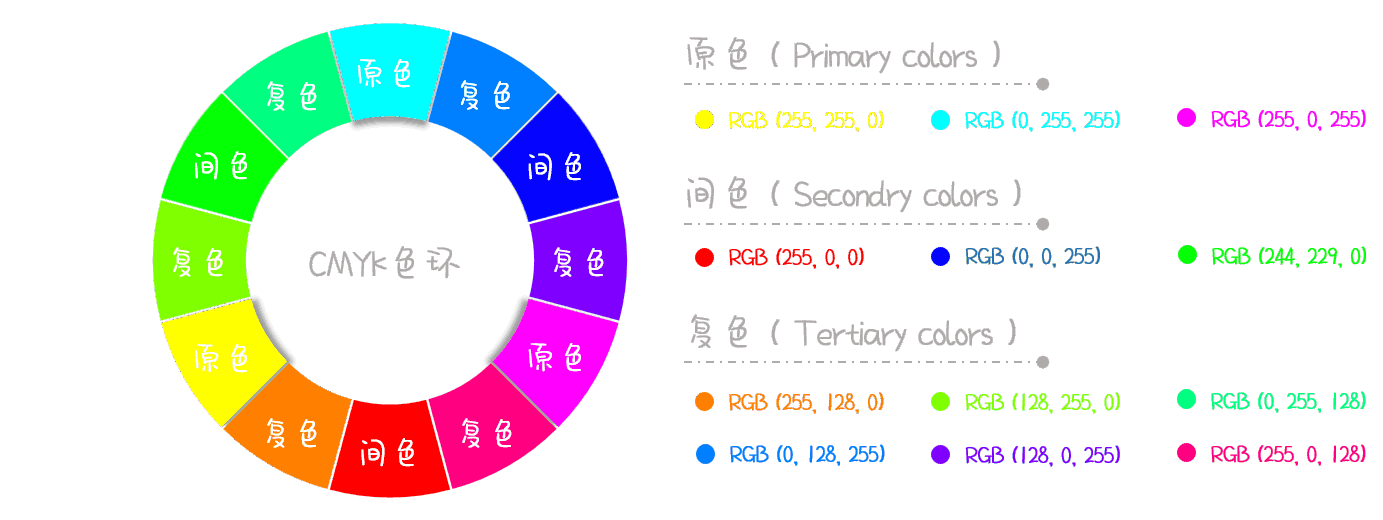 原色
复色
间色
复色
原色
复色
间色
复色
原色
复色
间色
复色
CMYK色环
原色 ( Primary colors )
RGB (255, 255, 0) RGB (0, 255, 255) RGB (255, 0, 255)
间色 ( Secondry colors )
RGB (255, 0, 0) RGB (0, 0, 255) RGB (244, 229, 0)
复色 ( Tertiary colors )
RGB (255, 128, 0) RGB (128, 255, 0) RGB (0, 255, 128)
RGB (0, 128, 255) RGB (128, 0, 255) RGB (255, 0, 128)